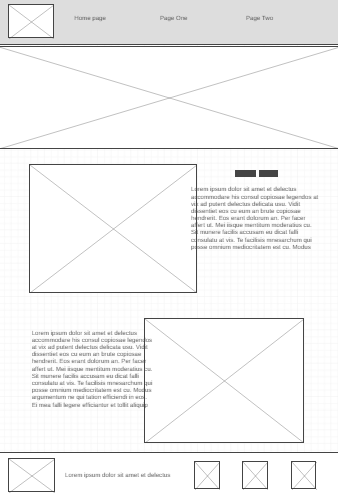 Home page
Page One
Page Two
Lorem ipsum dolor sit amet et delectus
accommodare his consul copiosae legendos at
vix ad putent delectus delicata usu. Vidit
dissentiet eos cu eum an brute copiosae
hendrerit. Eos erant dolorum an. Per facer
affert ut. Mei iisque mentitum moderatius cu.
Sit munere facilis accusam eu dicat falli
consulatu at vis. Te facilisis mnesarchum qui
posse omnium mediocritatem est cu. Modus
Lorem ipsum dolor sit amet et delectus
accommodare his consul copiosae legendos
at vix ad putent delectus delicata usu. Vidit
dissentiet eos cu eum an brute copiosae
hendrerit. Eos erant dolorum an. Per facer
affert ut. Mei iisque mentitum moderatius cu.
Sit munere facilis accusam eu dicat falli
consulatu at vis. Te facilisis mnesarchum qui
posse omnium mediocritatem est cu. Modus
argumentum ne qui tation efficiendi in eos.
Ei mea falli legere efficiantur et tollit aliquip
Lorem ipsum dolor sit amet et delectus